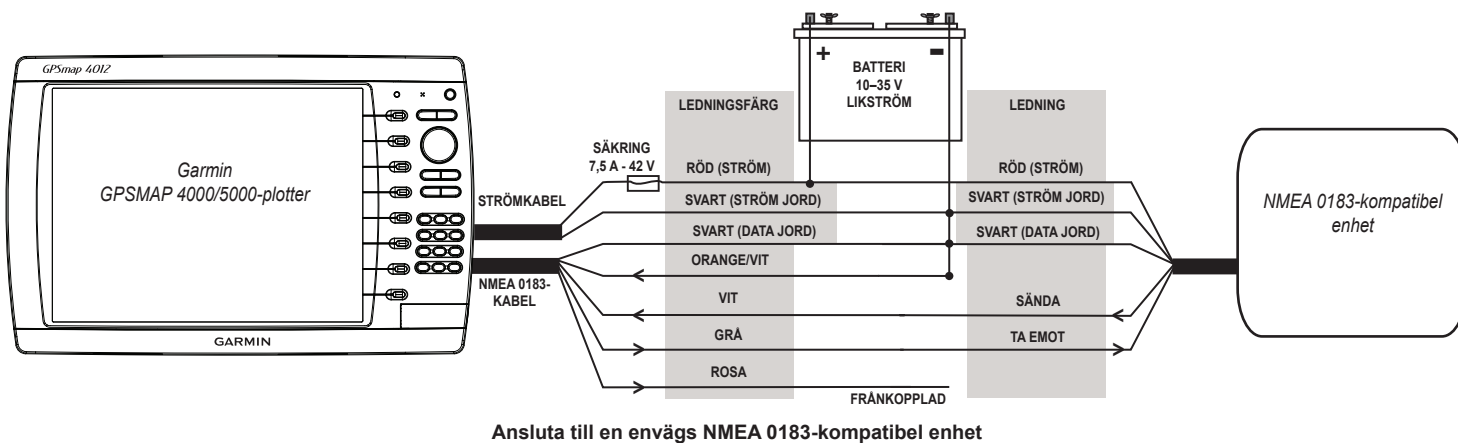 GPSmap 4012
Garmin
GPSMAP 4000/5000-plotter
GARMIN
STRÖMKABEL
NMEA 0183-
KABEL
SÄKRING
7,5 A - 42 V
LEDNINGSFÄRG
RÖD (STRÖM)
SVART (STRÖM JORD)
SVART (DATA JORD)
ORANGE/VIT
VIT
GRÅ
ROSA
FRÅNKOPPLAD
+
-
BATTERI
10–35 V
LIKSTRÖM
LEDNING
RÖD (STRÖM)
SVART (STRÖM JORD)
SVART (DATA JORD)
SÄNDA
TA EMOT
NMEA 0183-kompatibel
enhet
Ansluta till en envägs NMEA 0183-kompatibel enhet